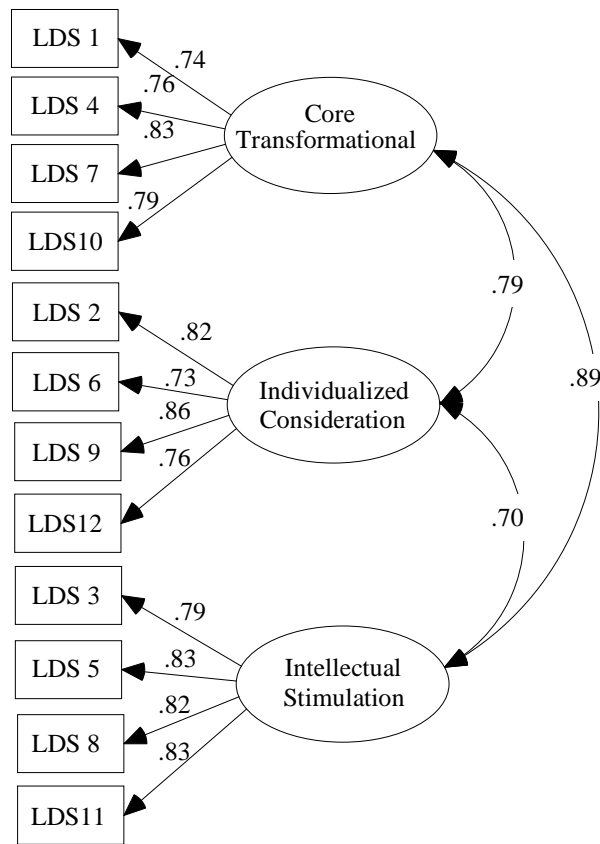 LDS 1
.74
LDS 4
.76
.83
Core
Transformational
LDS 7
LDS10
.79
.79
LDS 2
.82
LDS 6
.73
.86
Individualized
Consideration
.89
LDS 9
.76
LDS12
.70
LDS 3
.79
LDS 5
.83
Intellectual
Stimulation
.82
LDS 8
.83
LDS11